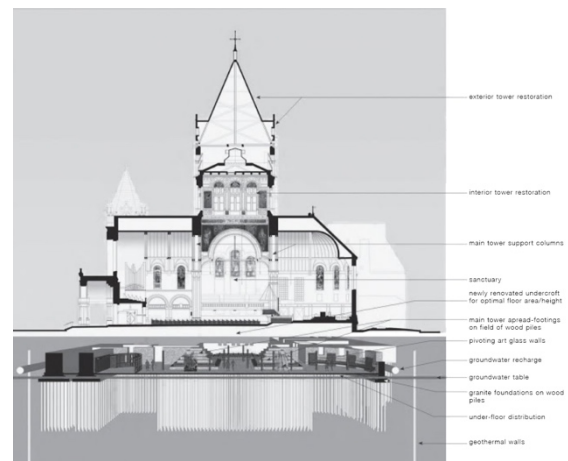 exterior tower restoration
interior tower restoration
main tower support columns
sanctuary
newly renovated undercroft
for optimal floor area/height
main tower apread-footings
on field of wood piles
pivoting art glass walls
groundwater recharge
groundwater table
granite foundations on wood
piles
under-floor distribution
geothermal walls